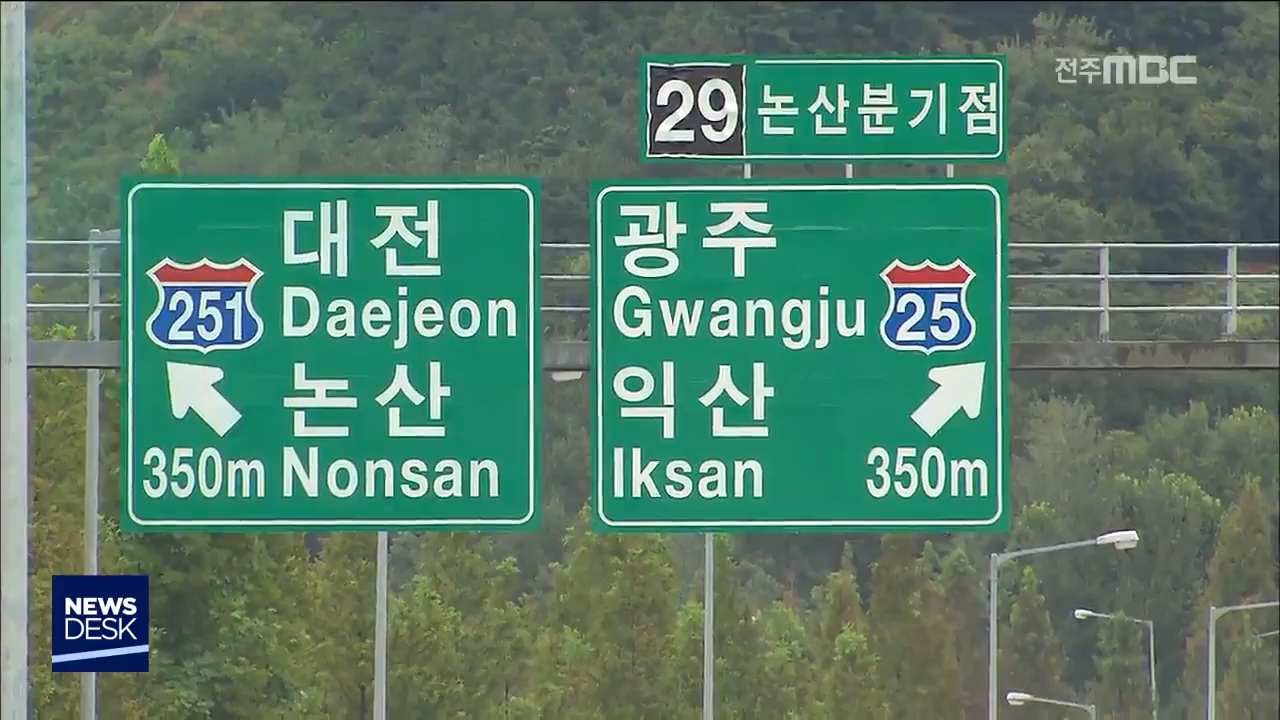 전주MBC
29 논산분기점
대전
251 Daejeon
논산
350m Nonsan
광주
Gwangju 25
익산
Iksan 350m
NEWS
DESK